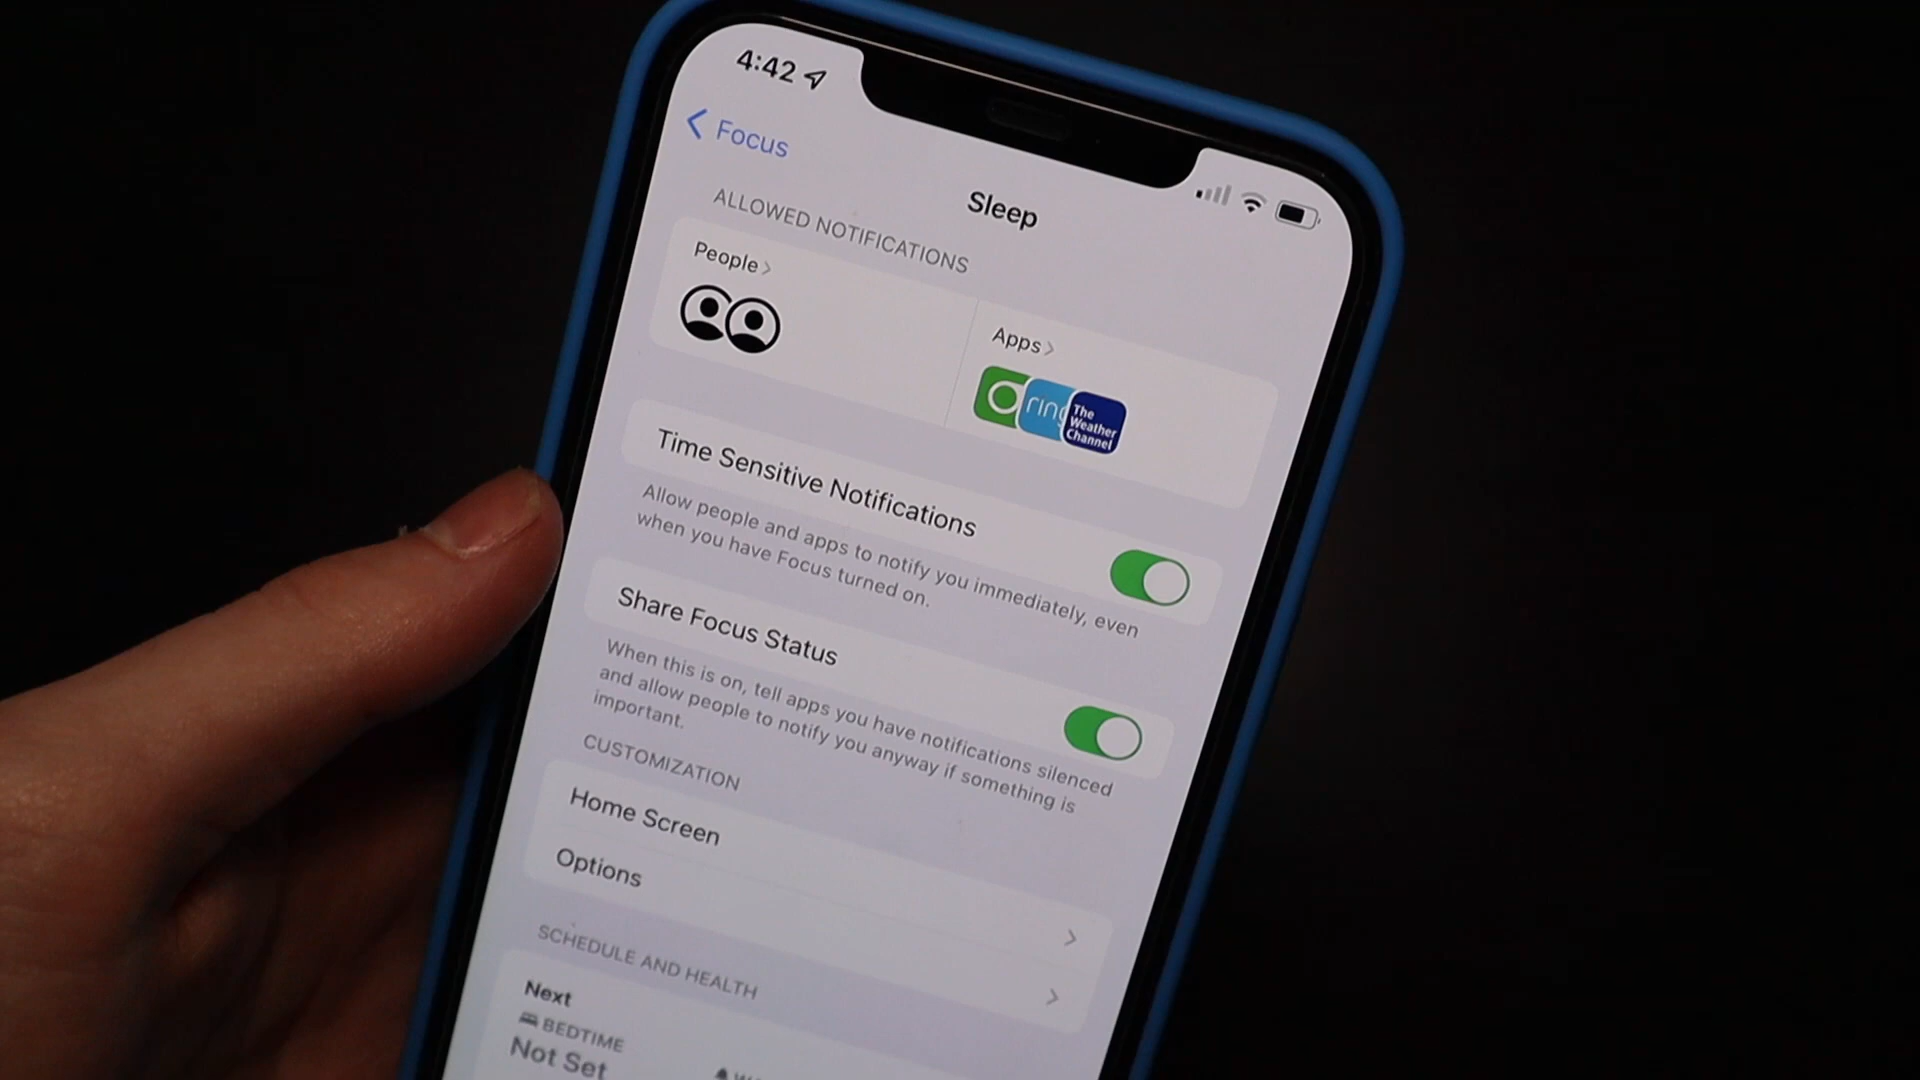 4:42
Focus
Sleep
ALLOWED NOTIFICATIONS
People
Apps
ring
The
Weather
Channel
Time Sensitive Notifications
Allow people and apps to notify you immediately, even
when you have Focus turned on.
Share Focus Status
When this is on, tell apps you have notifications silenced
and allow people to notify you anyway if something is
important.
CUSTOMIZATION
Home Screen
Options
SCHEDULE AND HEALTH
Next
BEDTIME
Not Set